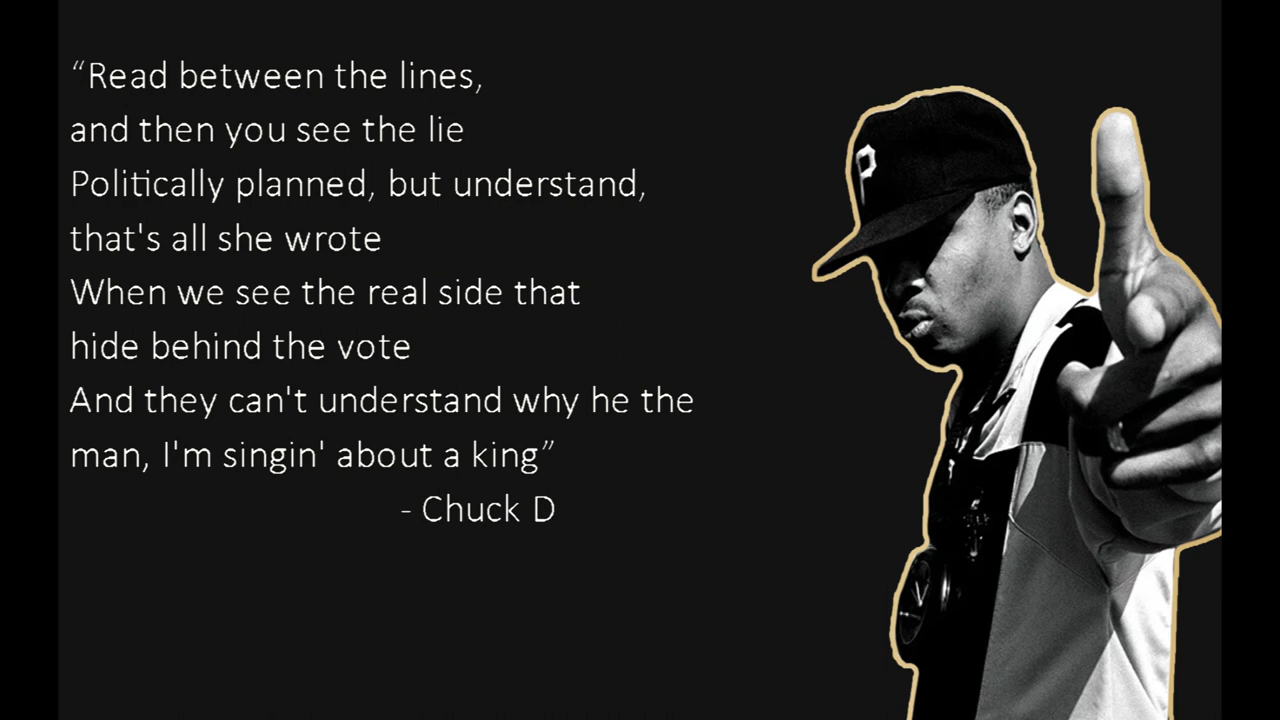 “Read between the lines,
and then you see the lie
Politically planned, but understand,
that's all she wrote
When we see the real side that
hide behind the vote
And they can't understand why he the
man, I'm singin' about a king”
- Chuck D
P